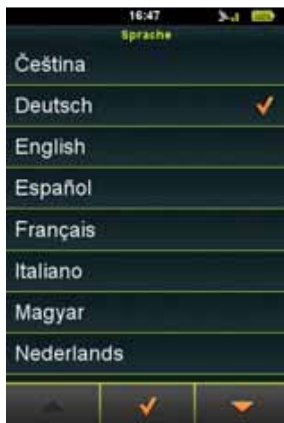 16:47
Sprache
Čeština
Deutsch
English
Español
Français
Italiano
Magyar
Nederlands